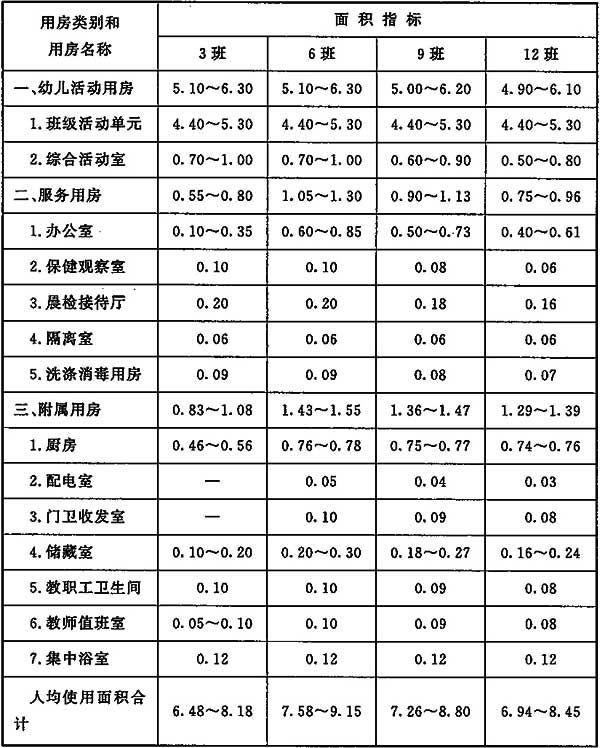 用房类别和 面积指标
用房名称 3班 6班 9班 12班
一、幼儿活动用房 5.10～6.30 5.10～6.30 5.00～6.20 4.90～6.10
1.班级活动单元 4.40～5.30 4.40～5.30 4.40～5.30 4.40～5.30
2.综合活动室 0.70～1.00 0.70～1.00 0.60～0.90 0.50～0.80
二、服务用房 0.55～0.80 1.05～1.30 0.90～1.13 0.75～0.96
1.办公室 0.10～0.35 0.60～0.85 0.50～0.73 0.40～0.61
2.保健观察室 0.10 0.10 0.08 0.06
3.晨检接待厅 0.20 0.20 0.18 0.16
4.隔离室 0.06 0.06 0.06 0.06
5.洗涤消毒用房 0.09 0.09 0.08 0.07
三、附属用房 0.83～1.08 1.43～1.55 1.36～1.47 1.29～1.39
1.厨房 0.46～0.56 0.76～0.78 0.75～0.77 0.74～0.76
2.配电室 — 0.05 0.04 0.03
3.门卫收发室 — 0.10 0.09 0.08
4.储藏室 0.10～0.20 0.20～0.30 0.18～0.27 0.16～0.24
5.教职工卫生间 0.10 0.10 0.09 0.08
6.教师值班室 0.05～0.10 0.10 0.09 0.08
7.集中浴室 0.12 0.12 0.12 0.12
人均使用面积合
计 6.48～8.18 7.58～9.15 7.26～8.80 6.94～8.45